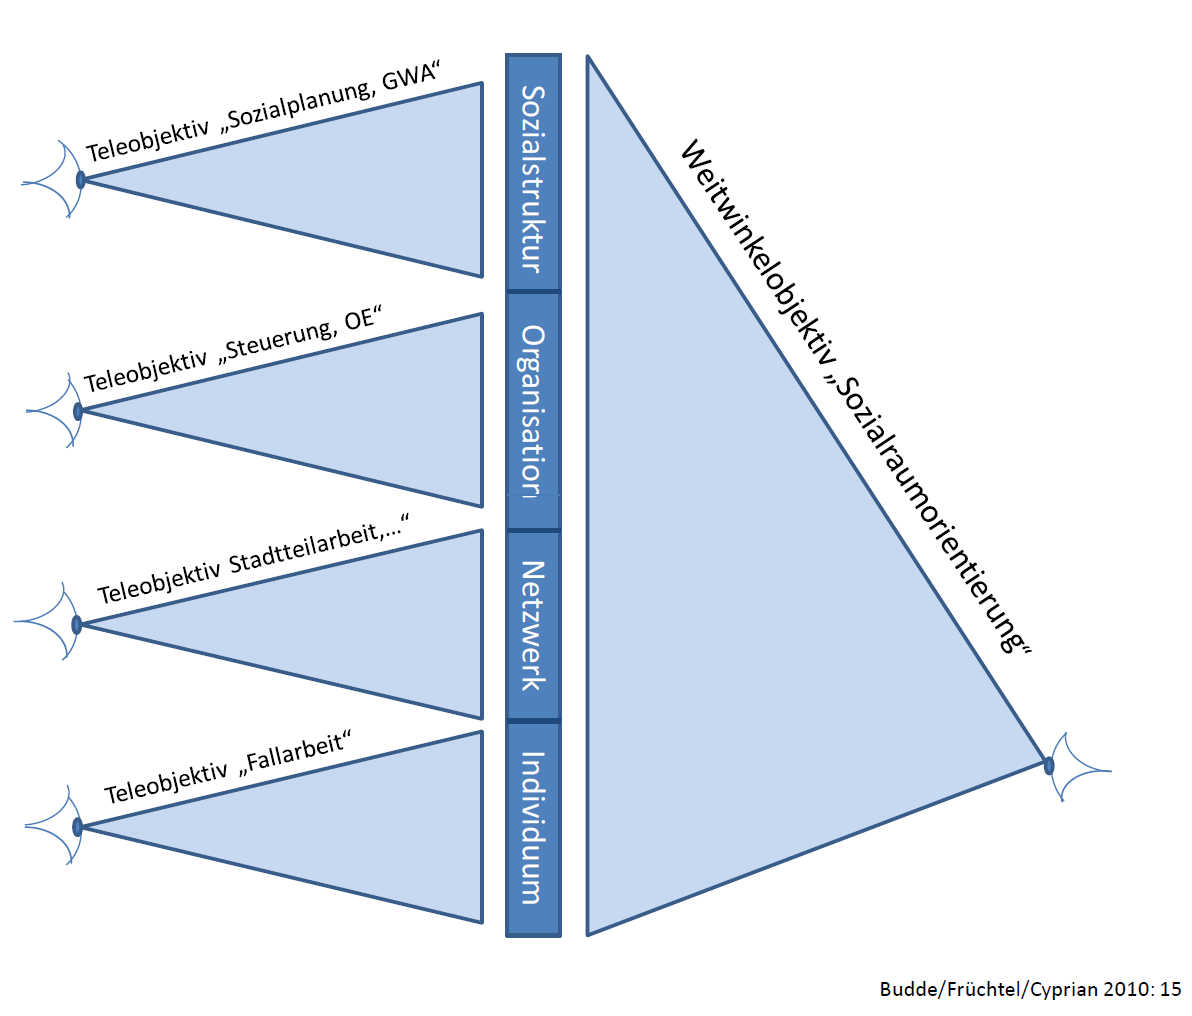 Teleobjektiv „Sozialplanung, GWA“
Teleobjektiv „Steuerung, OE“
Teleobjektiv Stadtteilarbeit,...“
Teleobjektiv „Fallarbeit“
Sozialstruktur
Organisation
Netzwerk
Individuum
Weitwinkelobjektiv „Sozialraumorientierung“
Budde/Früchtel/Cyprian 2010: 15